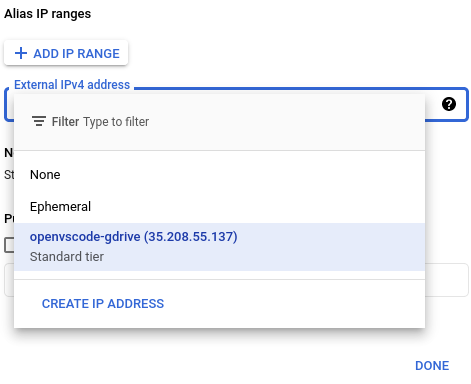 Alias IP ranges
ADD IP RANGE
External IPv4 address
Filter Type to filter
None
Ephemeral
openvscode-gdrive (35.208.55.137)
Standard tier
CREATE IP ADDRESS
DONE